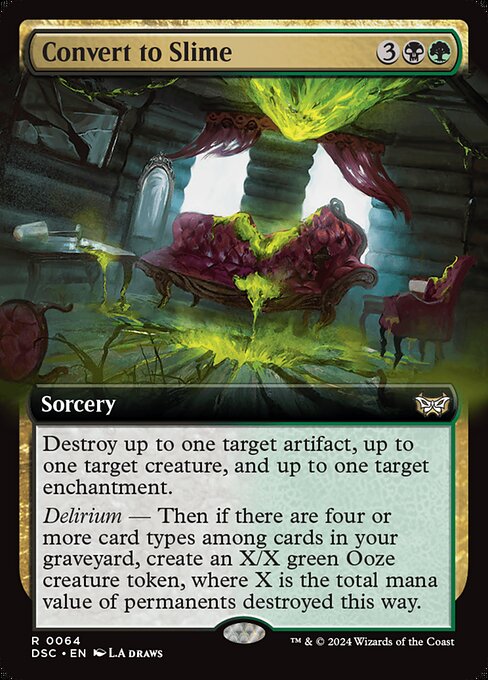 Convert to Slime 3
Sorcery
Destroy up to one target artifact, up to
one target creature, and up to one target
enchantment.
Delirium — Then if there are four or
more card types among cards in your
graveyard, create an X/X green Ooze
creature token, where X is the total mana
value of permanents destroyed this way.
R 0064
DSC • EN L.A DRAWS
™ & © 2024 Wizards of the Coast